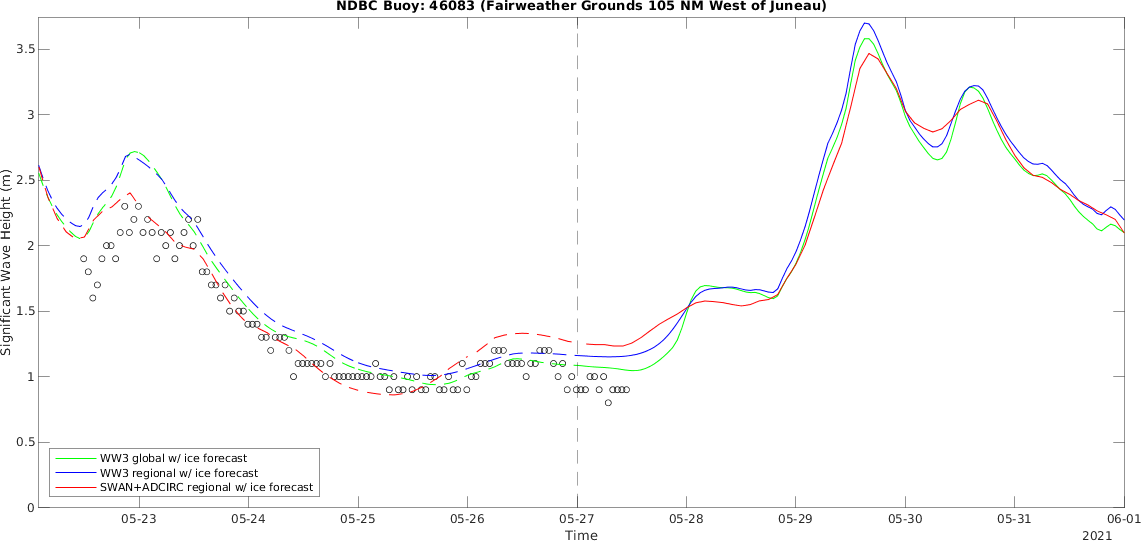 NDBC Buoy: 46083 (Fairweather Grounds 105 NM West of Juneau)
Significant Wave Height (m)
3.5
3
2.5
2
1.5
1
0.5
0
WW3 global w/ ice forecast
WW3 regional w/ ice forecast
SWAN+ADCIRC regional w/ ice forecast
05-23 05-24 05-25 05-26 05-27 05-28 05-29 05-30 05-31 06-01
Time 2021